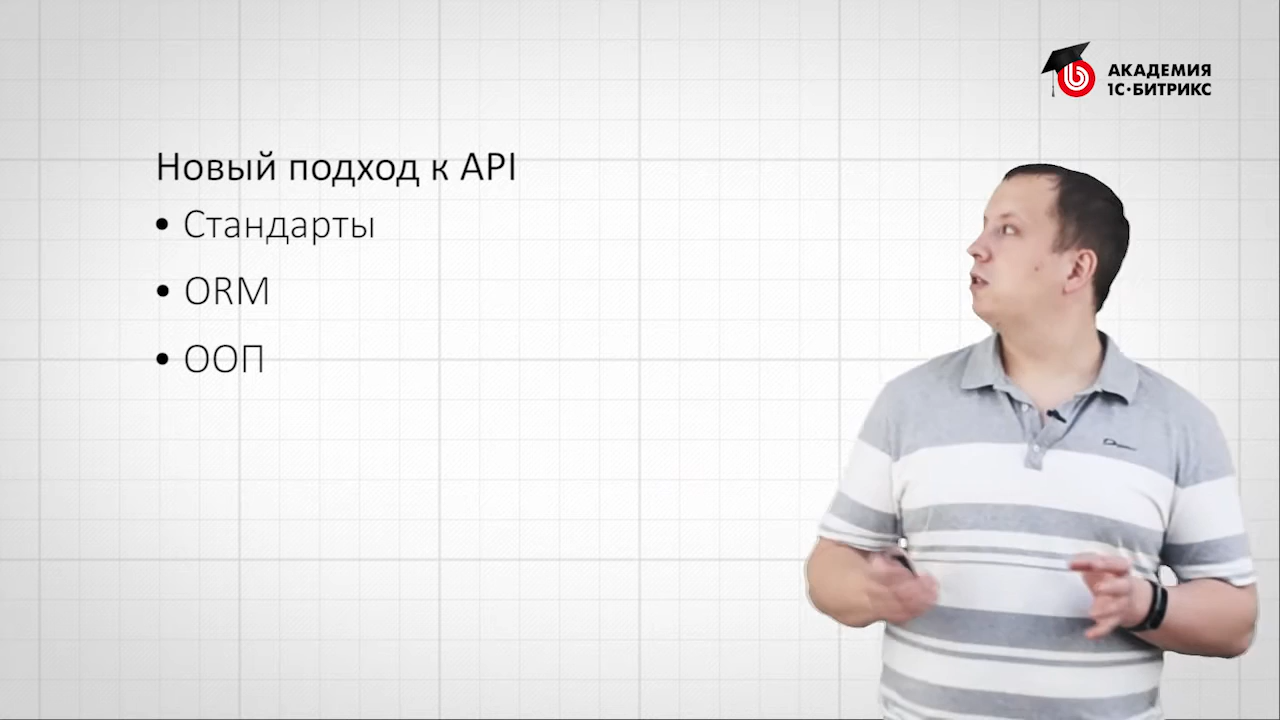 АКАДЕМИЯ
1С·БИТРИКС
Новый подход к API
• Стандарты
• ORM
• ООП